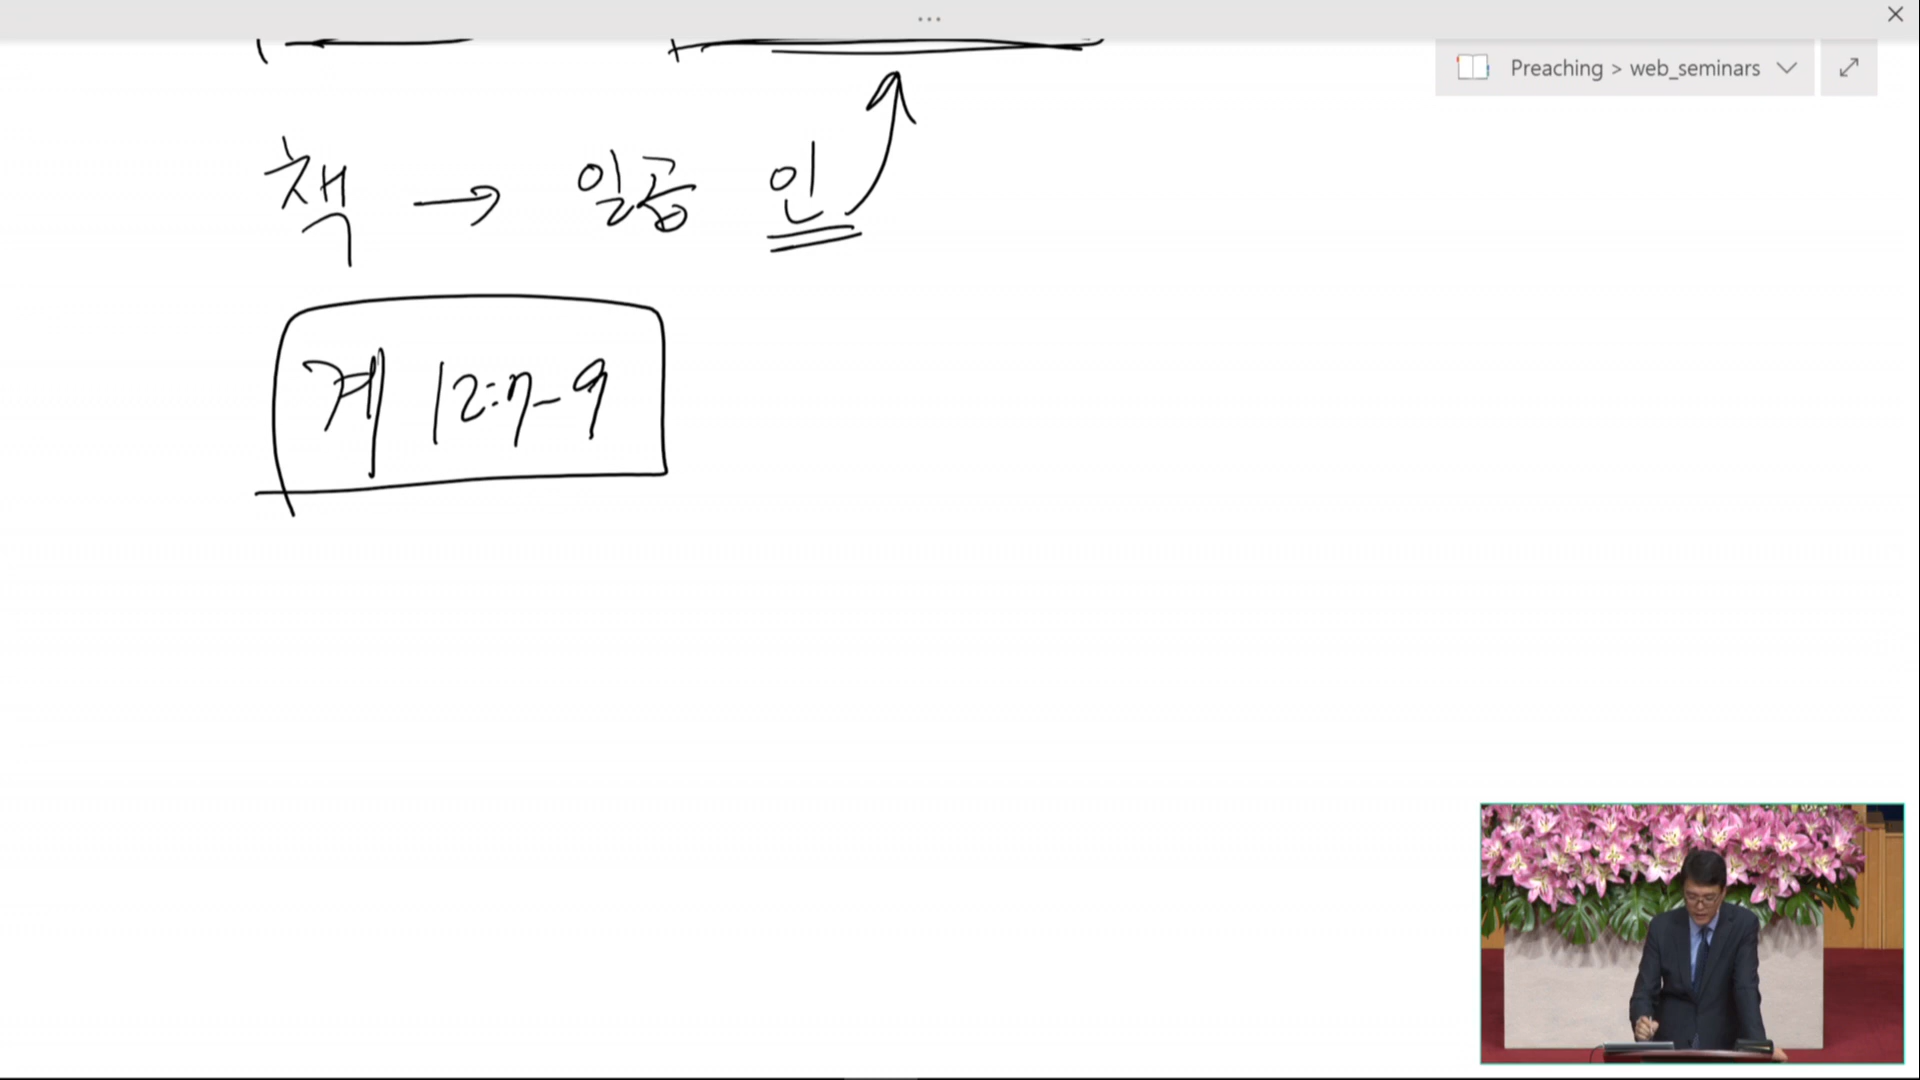 Preaching > web_seminars
책 → 일곱 인
계 12:7-9